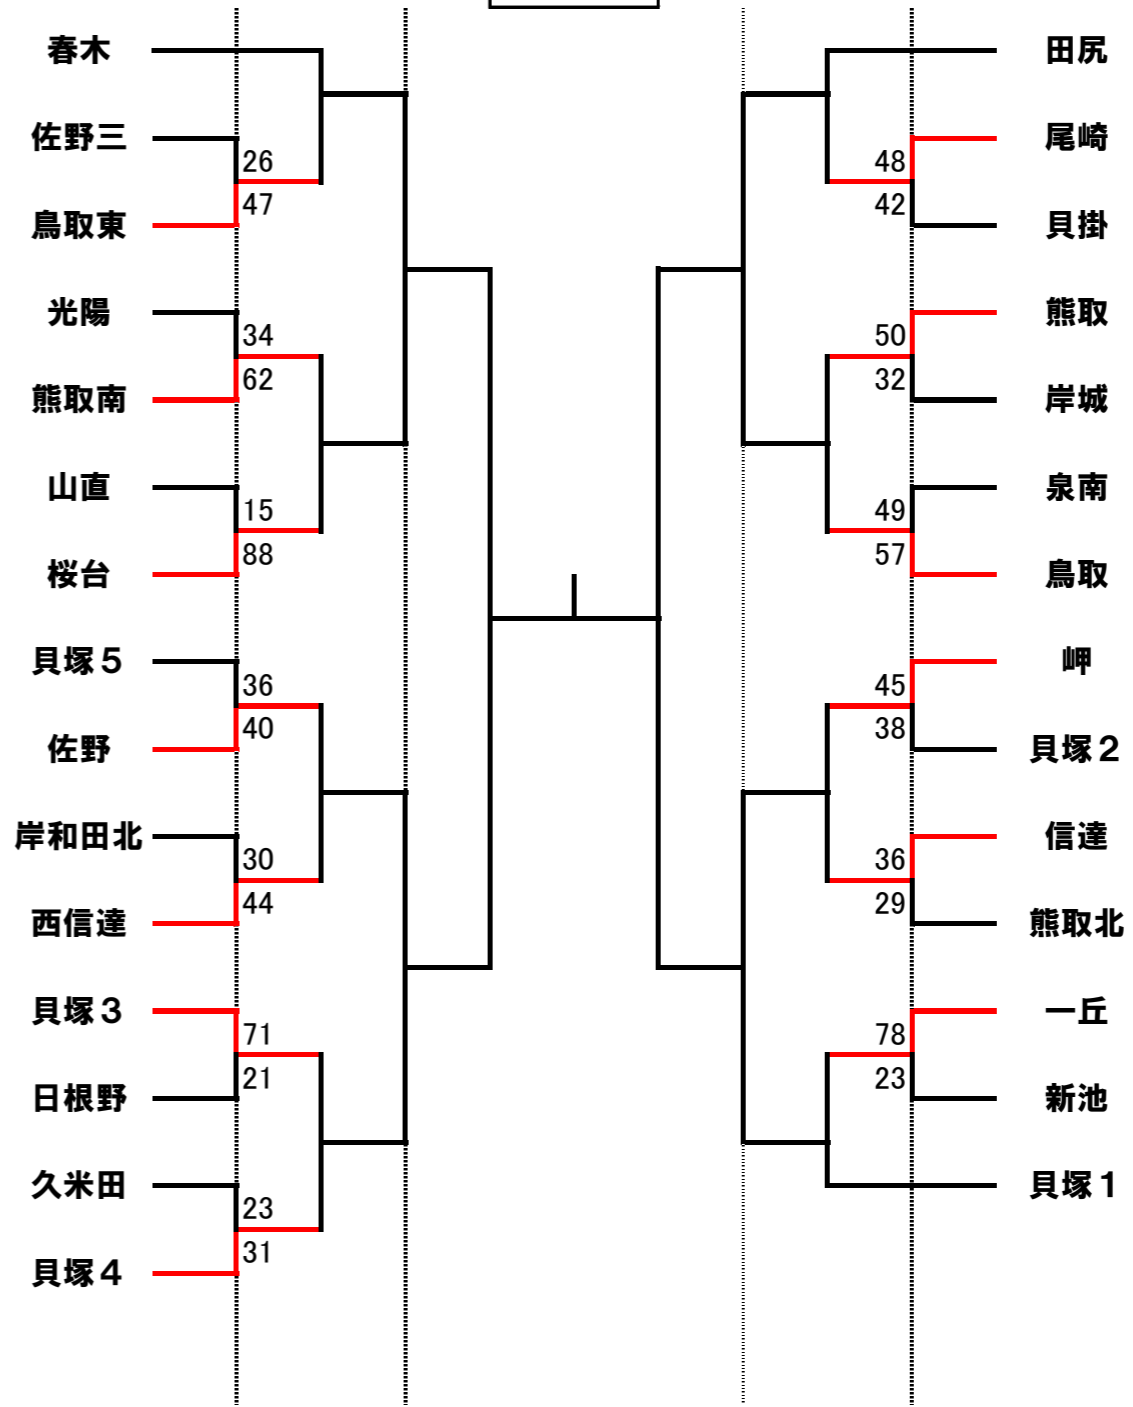 春木
佐野三
26
47
鳥取東
光陽
34
62
熊取南
山直
15
88
桜台
貝塚５
36
40
佐野
岸和田北
30
44
西信達
貝塚３
71
21
日根野
久米田
23
31
貝塚４
田尻
尾崎
48
42
貝掛
熊取
50
32
岸城
泉南
49
57
鳥取
岬
45
38
貝塚２
信達
36
29
熊取北
一丘
78
23
新池
貝塚１